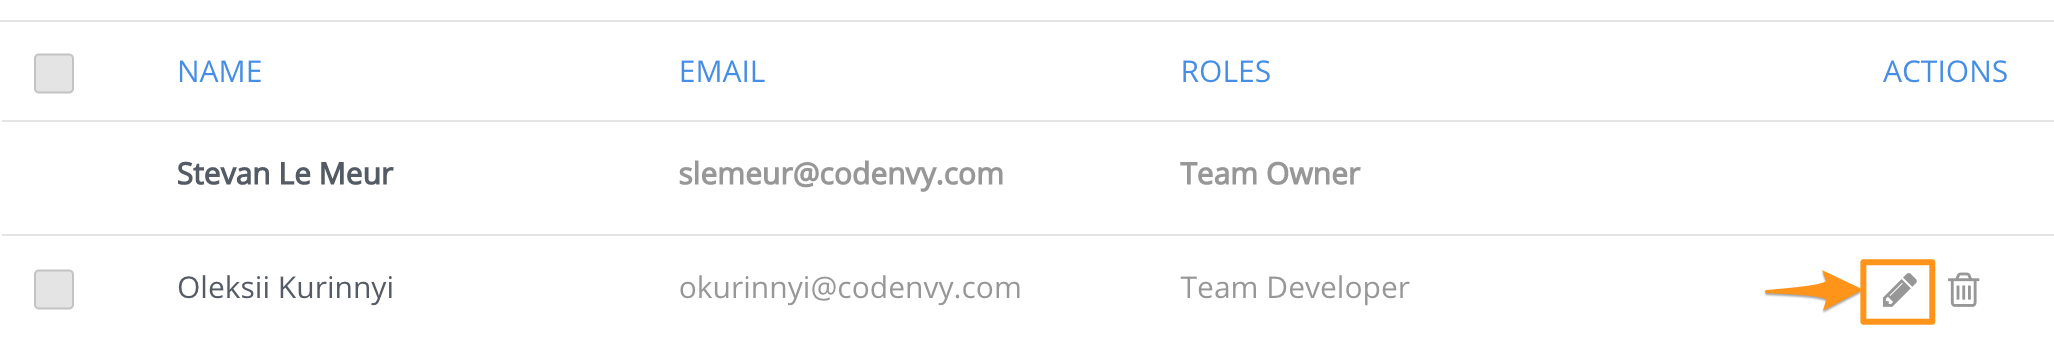 NAME EMAIL ROLES ACTIONS
Stevan Le Meur slemeur@codenvy.com Team Owner
Oleksii Kurinnyi okurinnyi@codenvy.com Team Developer